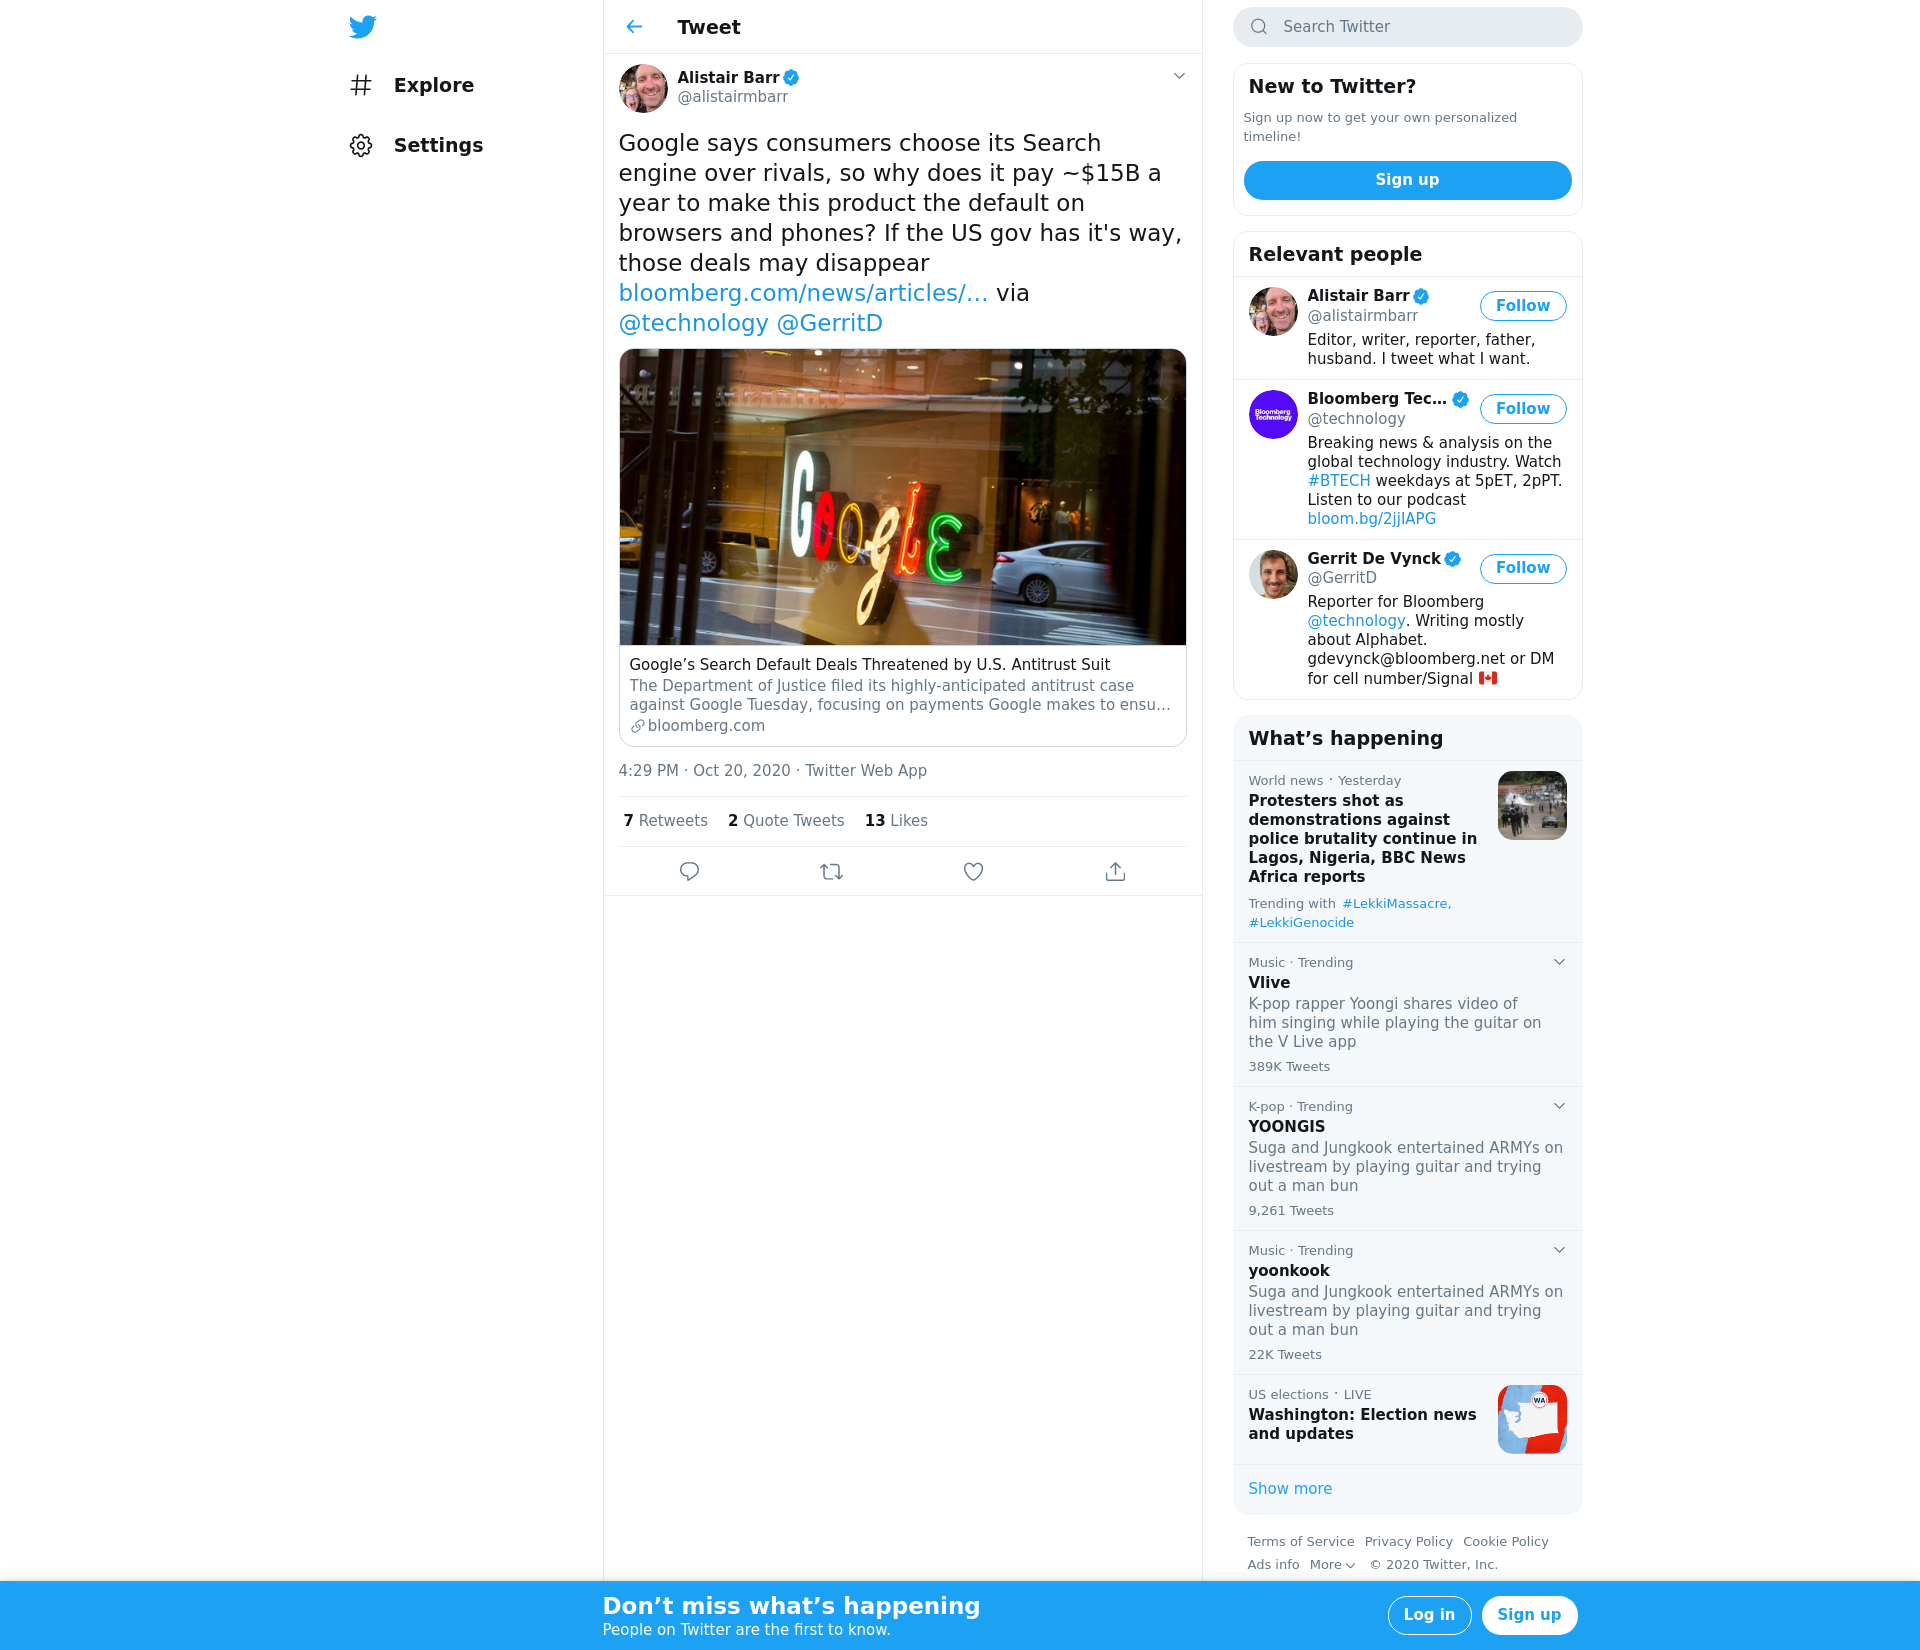 Explore
Settings
Tweet
Alistair Barr
@alistairmbarr
Google says consumers choose its Search
engine over rivals, so why does it pay ~$15B a
year to make this product the default on
browsers and phones? If the US gov has it's way,
those deals may disappear
bloomberg.com/news/articles/… via
@technology @GerritD
Google
Google’s Search Default Deals Threatened by U.S. Antitrust Suit
The Department of Justice filed its highly-anticipated antitrust case
against Google Tuesday, focusing on payments Google makes to ensu…
bloomberg.com
4:29 PM · Oct 20, 2020 · Twitter Web App
7 Retweets 2 Quote Tweets 13 Likes
Search Twitter
New to Twitter?
Sign up now to get your own personalized
timeline!
Sign up
Relevant people
Alistair Barr
@alistairmbarr
Follow
Editor, writer, reporter, father,
husband. I tweet what I want.
Bloomberg Technology
Bloomberg Tec…
@technology
Follow
Breaking news & analysis on the
global technology industry. Watch
#BTECH weekdays at 5pET, 2pPT.
Listen to our podcast
bloom.bg/2jjIAPG
Gerrit De Vynck
@GerritD
Follow
Reporter for Bloomberg
@technology. Writing mostly
about Alphabet.
gdevynck@bloomberg.net or DM
for cell number/Signal
What’s happening
World news · Yesterday
Protesters shot as
demonstrations against
police brutality continue in
Lagos, Nigeria, BBC News
Africa reports
Trending with #LekkiMassacre,
#LekkiGenocide
Music · Trending
Vlive
K-pop rapper Yoongi shares video of
him singing while playing the guitar on
the V Live app
389K Tweets
K-pop · Trending
YOONGIS
Suga and Jungkook entertained ARMYs on
livestream by playing guitar and trying
out a man bun
9,261 Tweets
Music · Trending
yoonkook
Suga and Jungkook entertained ARMYs on
livestream by playing guitar and trying
out a man bun
22K Tweets
US elections · LIVE
Washington: Election news
and updates
WA
Show more
Terms of Service Privacy Policy Cookie Policy
Ads info More © 2020 Twitter, Inc.
Don’t miss what’s happening
People on Twitter are the first to know.
Log in
Sign up